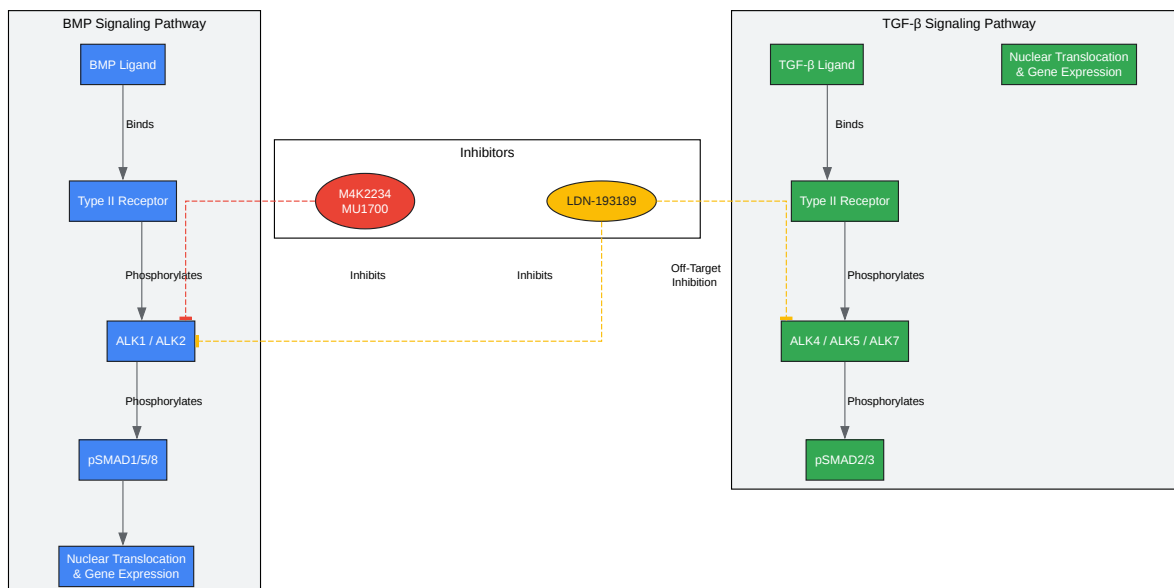 BMP Signaling Pathway
BMP Ligand
Binds
Type II Receptor
Phosphorylates
ALK1 / ALK2
Phosphorylates
pSMAD1/5/8
Nuclear Translocation
& Gene Expression
Inhibitors
M4K2234
MU1700
LDN-193189
Inhibits
Inhibits
Off-Target
Inhibition
TGF-β Signaling Pathway
TGF-β Ligand
Nuclear Translocation
& Gene Expression
Binds
Type II Receptor
Phosphorylates
ALK4 / ALK5 / ALK7
Phosphorylates
pSMAD2/3